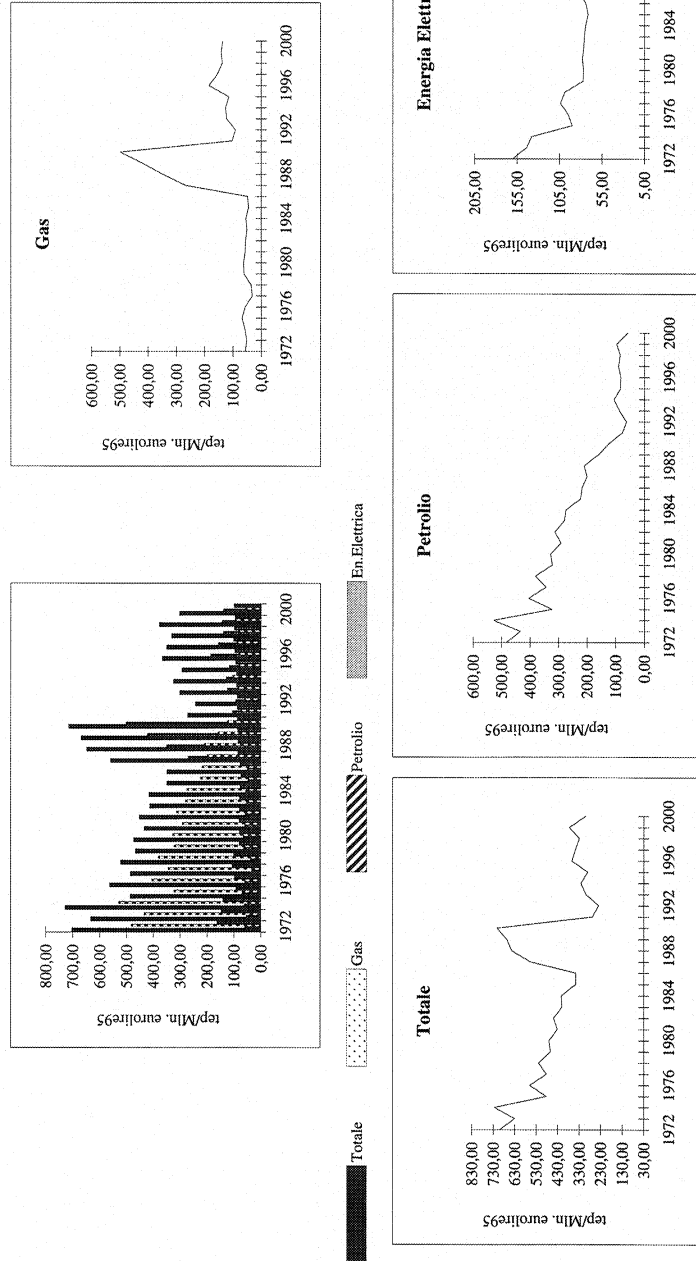 tep/Mln. eurolire95
800,00
700,00
600,00
500,00
400,00
300,00
200,00
100,00
0,00
1972 1976 1980 1984 1988 1992 1996 2000
Gas
tep/Mln. eurolire95
600,00
500,00
400,00
300,00
200,00
100,00
0,00
1972 1976 1980 1984 1988 1992 1996 2000
Totale Gas Petrolio En.Elettrica
Totale
tep/Mln. eurolire95
830,00
730,00
630,00
530,00
430,00
330,00
230,00
130,00
30,00
1972 1976 1980 1984 1988 1992 1996 2000
Petrolio
tep/Mln. eurolire95
600,00
500,00
400,00
300,00
200,00
100,00
0,00
1972 1976 1980 1984 1988 1992 1996 2000
Energia Elettr
tep/Mln. eurolire95
205,00
155,00
105,00
55,00
5,00
1972 1976 1980 1984